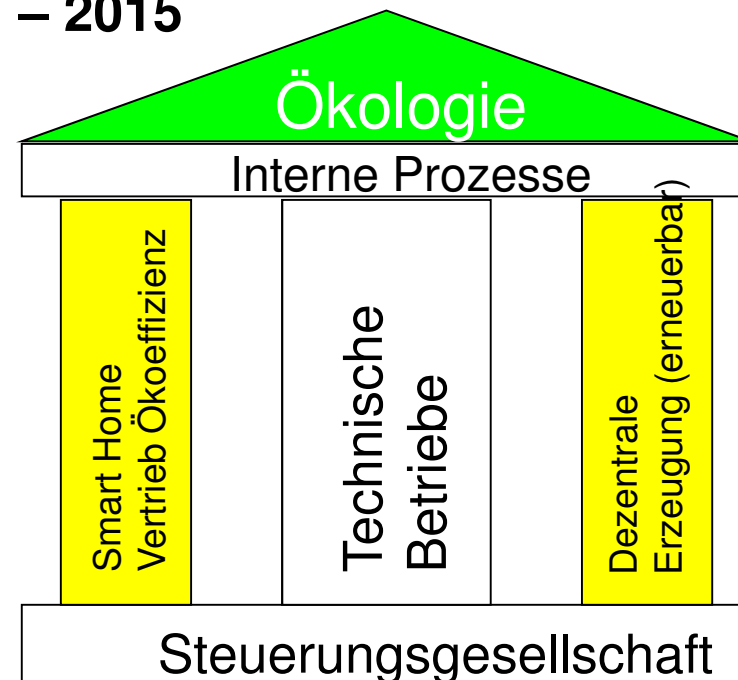 – 2015
Ökologie
Interne Prozesse
Smart Home
Vertrieb Ökoeffizienz
Technische
Betriebe
Dezentrale
Erzeugung (erneuerbar)
Steuerungsgesellschaft